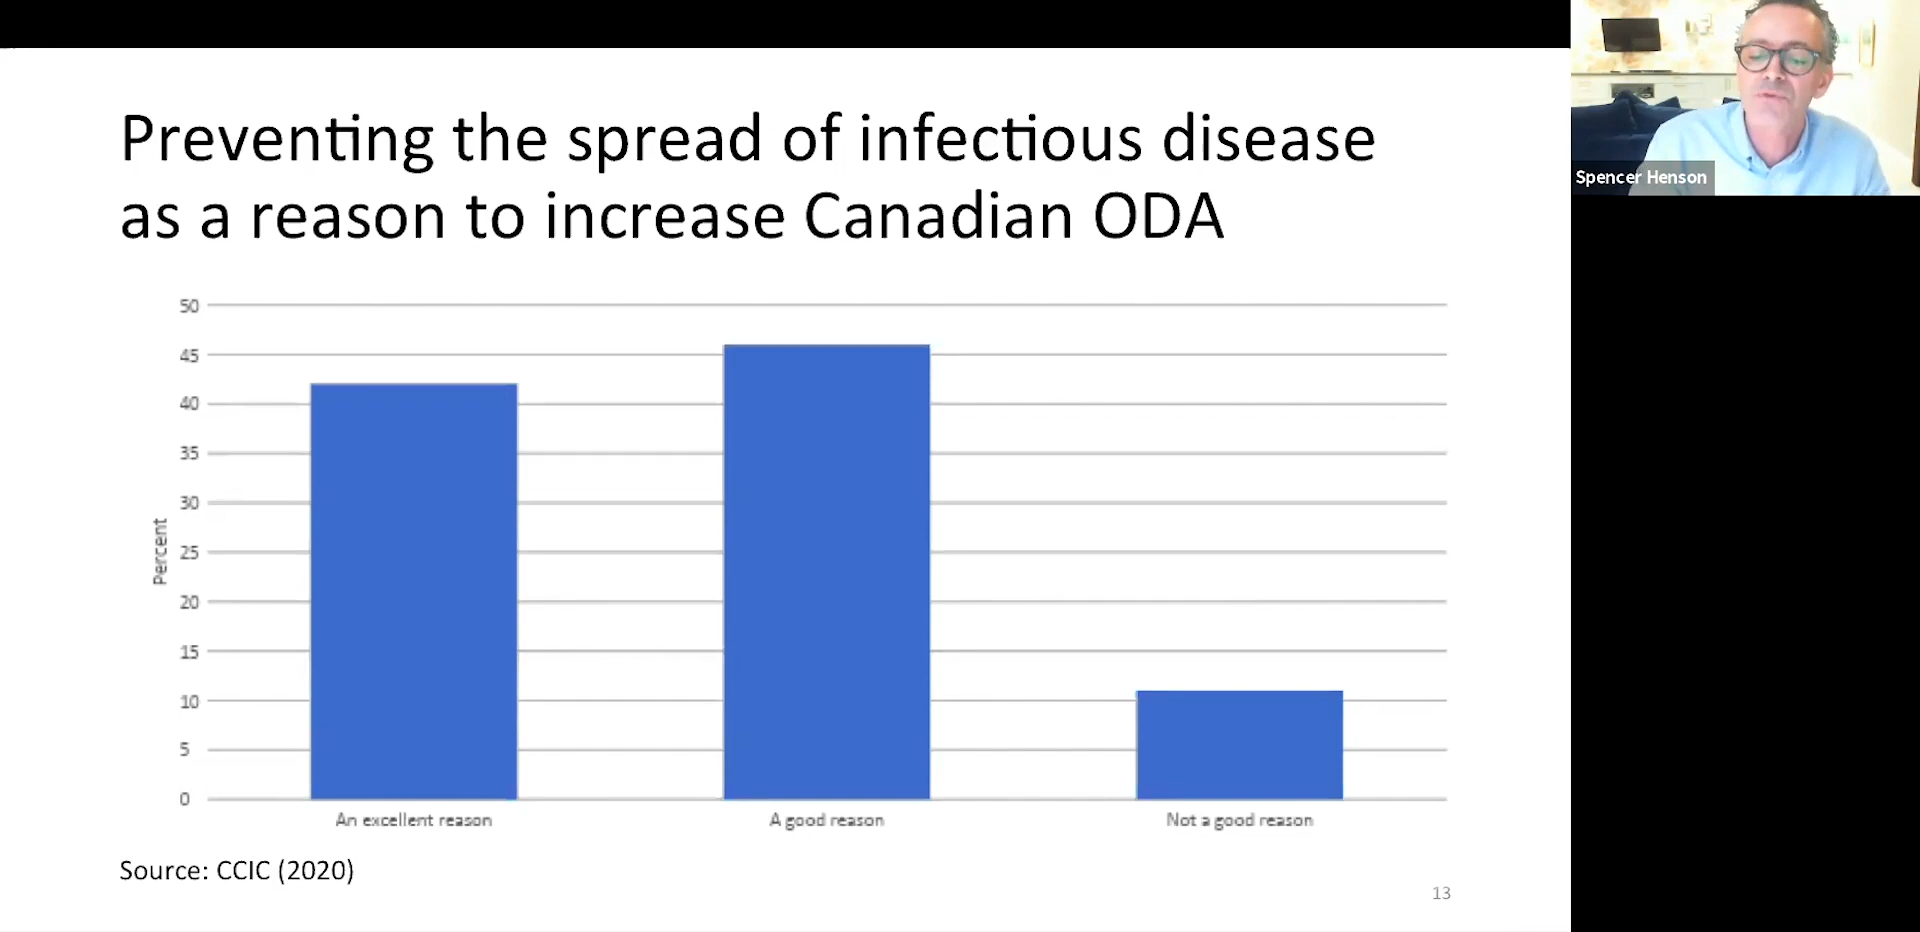 Preventing the spread of infectious disease
as a reason to increase Canadian ODA
Spencer Henson
50
45
40
35
30
25
20
15
10
5
0
Percent
An excellent reason
A good reason
Not a good reason
Source: CCIC (2020)
13